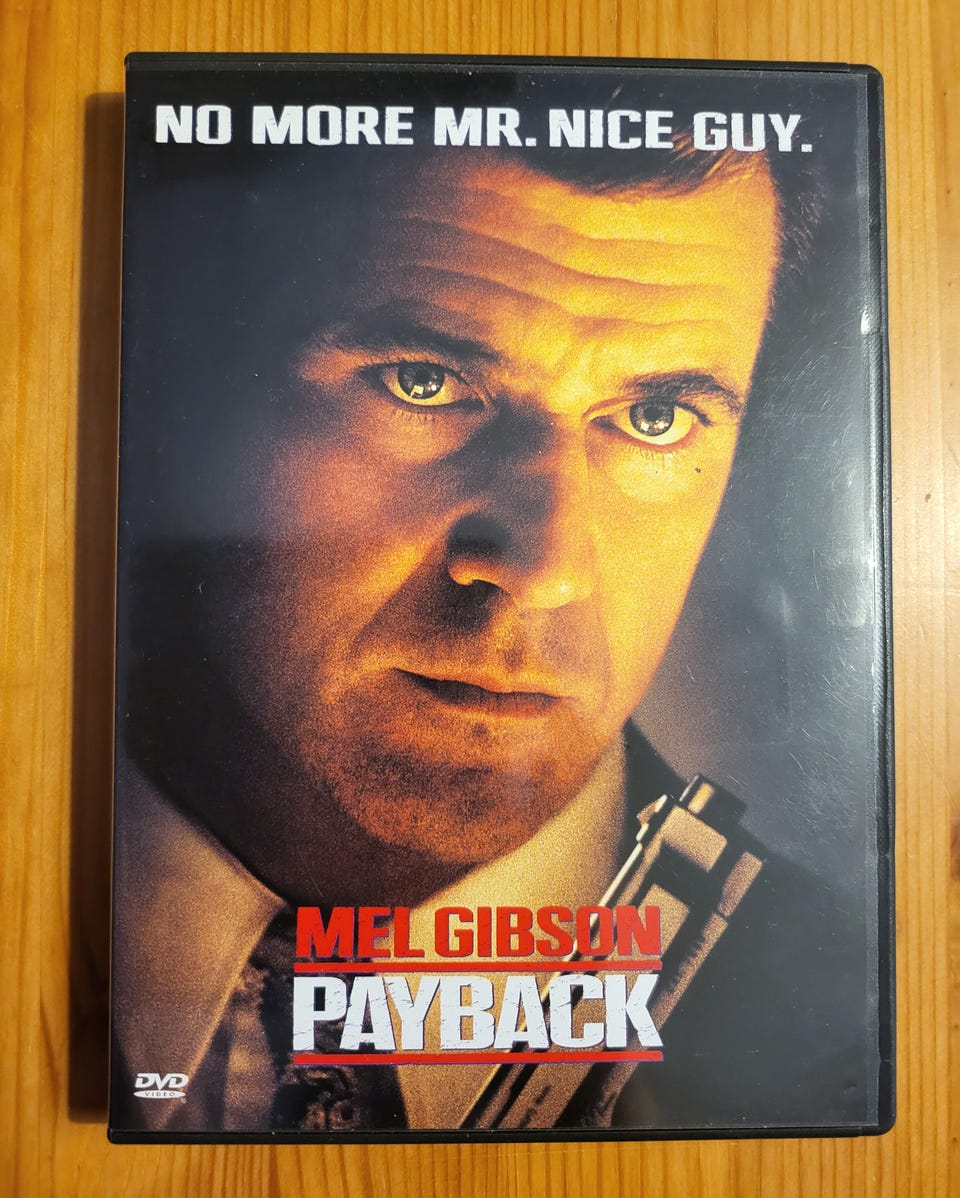 NO MORE MR. NICE GUY.
MEL GIBSON
PAYBACK
DVD
VIDEO